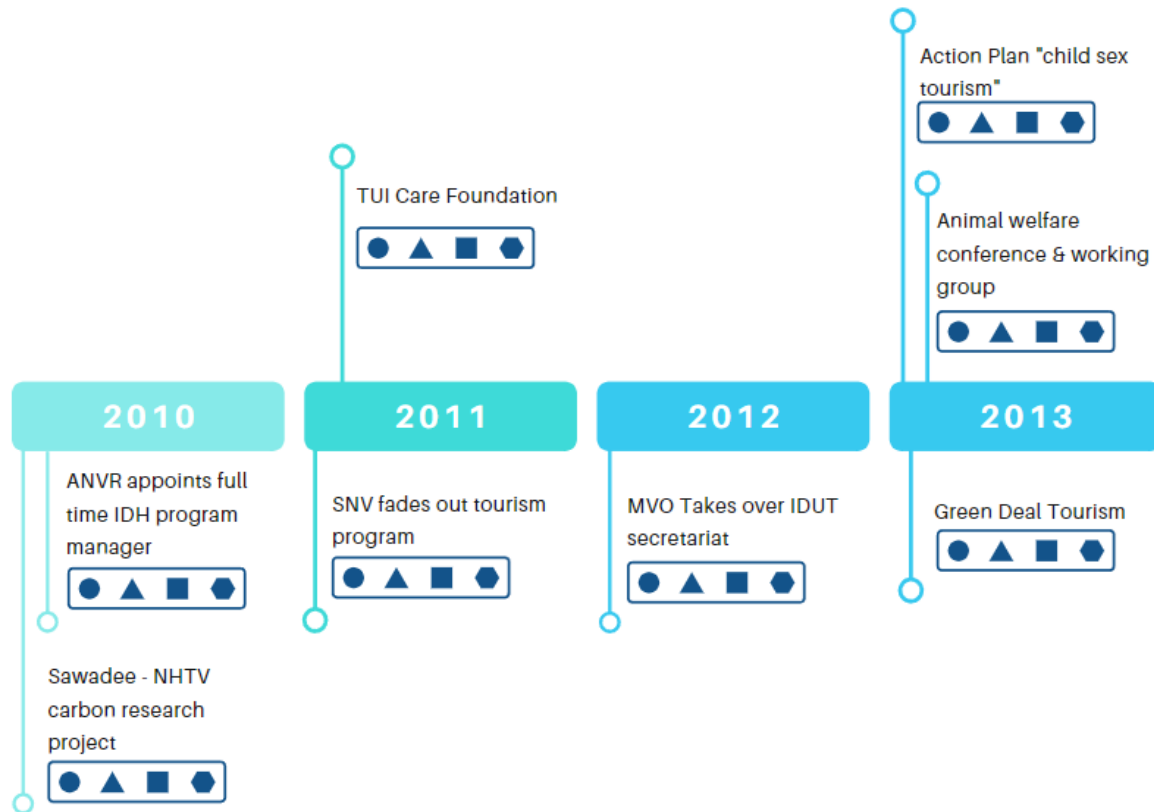 Action Plan "child sex
tourism"
TUI Care Foundation
Animal welfare
conference & working
group
2010
2011
2012
2013
ANVR appoints full
time IDH program
manager
SNV fades out tourism
program
MVO Takes over IDUT
secretariat
Green Deal Tourism
Sawadee - NHTV
carbon research
project